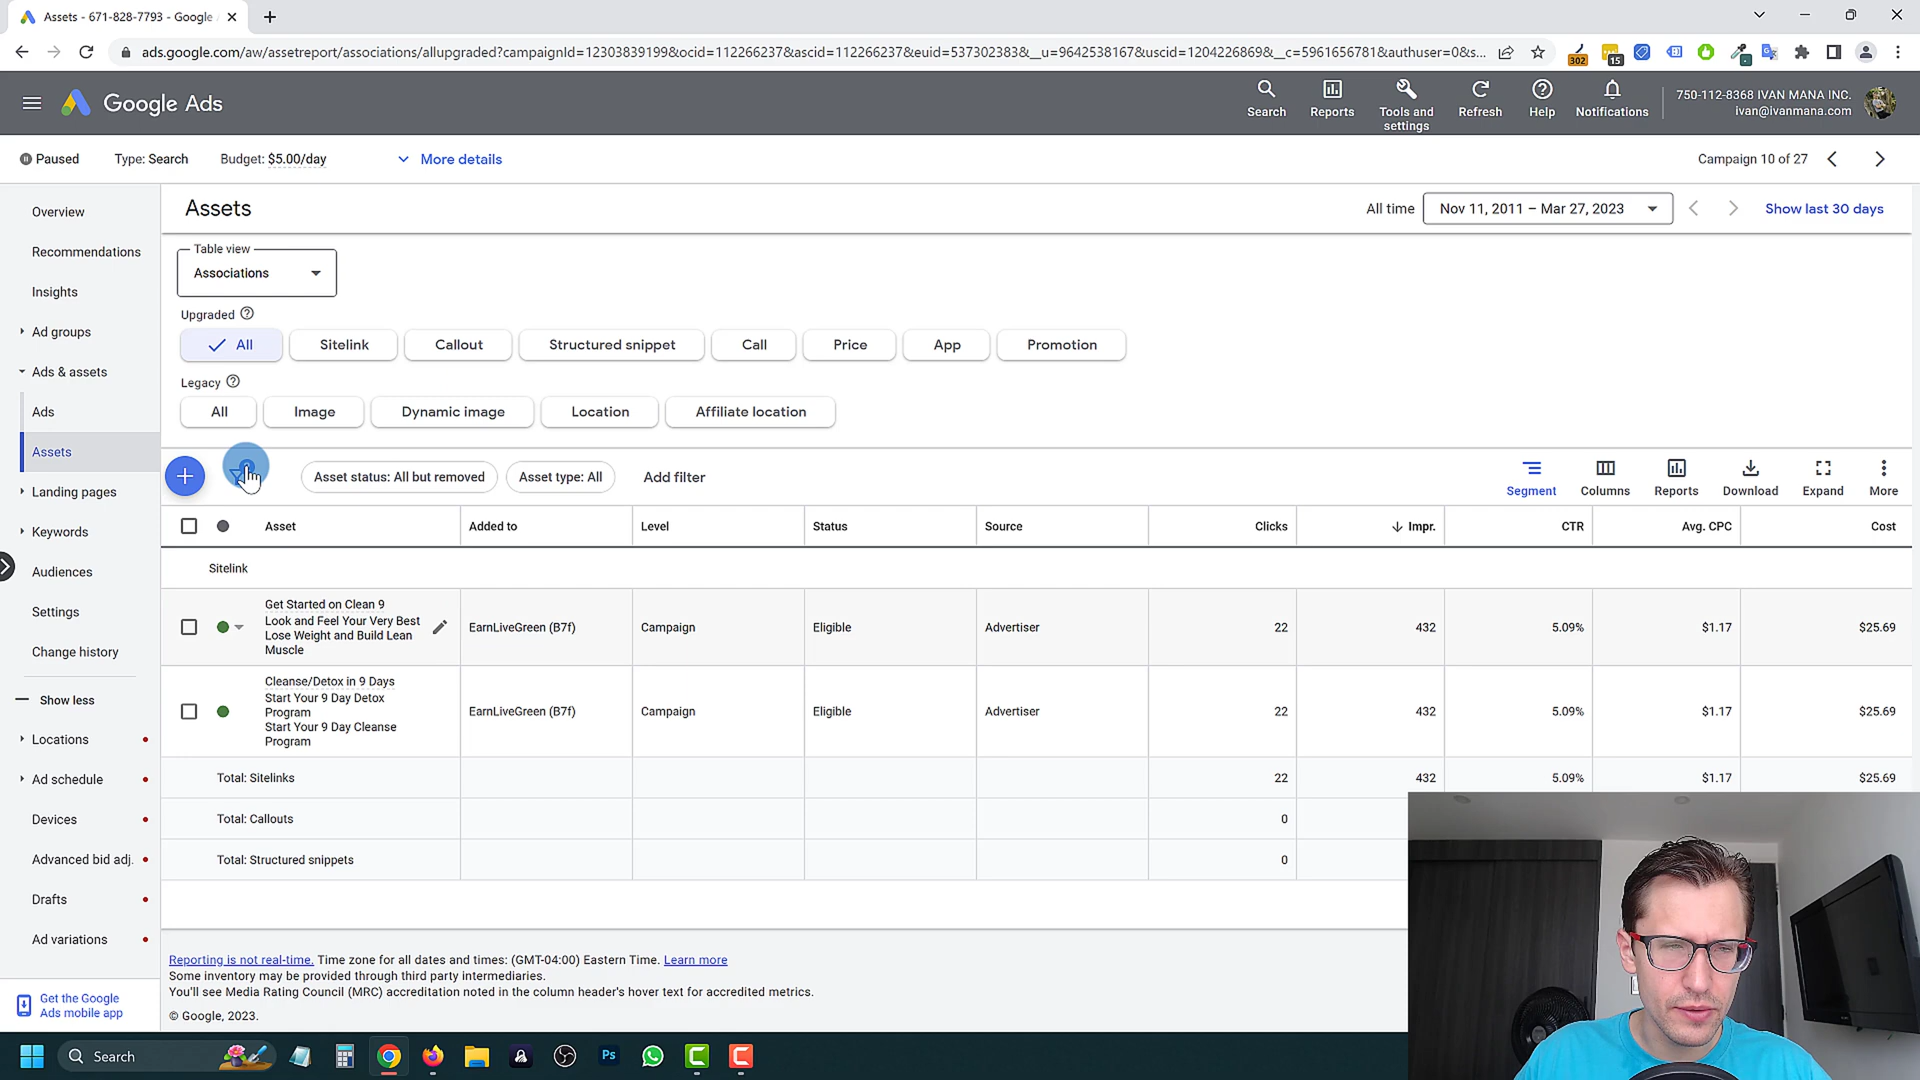 Assets - 671-828-7793 - Google
ads.google.com/aw/assetreport/associations/allupgraded?campaignId=12303839199&ocid=112266237&ascid=112266237&euid=537302383&__u=9642538167&uscid=1204226869&__c=5961656781&authuser=0&s...
302
15
Google Ads
Search
Reports
Tools and settings
Refresh
Help
Notifications
750-112-8368 IVAN MANA INC.
ivan@ivanmana.com
Paused
Type: Search
Budget: $5.00/day
More details
Campaign 10 of 27
Overview
Recommendations
Insights
Ad groups
Ads & assets
Ads
Assets
Landing pages
Keywords
Audiences
Settings
Change history
Show less
Locations
Ad schedule
Devices
Advanced bid adj.
Drafts
Ad variations
Get the Google
Ads mobile app
Assets
All time
Nov 11, 2011 – Mar 27, 2023
Show last 30 days
Table view
Associations
Upgraded
All
Sitelink
Callout
Structured snippet
Call
Price
App
Promotion
Legacy
All
Image
Dynamic image
Location
Affiliate location
Asset status: All but removed
Asset type: All
Add filter
Segment
Columns
Reports
Download
Expand
More
Asset Added to Level Status Source Clicks Impr. CTR Avg. CPC Cost
Sitelink
Get Started on Clean 9
Look and Feel Your Very Best
Lose Weight and Build Lean
Muscle
EarnLiveGreen (B7f) Campaign Eligible Advertiser 22 432 5.09% $1.17 $25.69
Cleanse/Detox in 9 Days
Start Your 9 Day Detox
Program
Start Your 9 Day Cleanse
Program
EarnLiveGreen (B7f) Campaign Eligible Advertiser 22 432 5.09% $1.17 $25.69
Total: Sitelinks 22 432 5.09% $1.17 $25.69
Total: Callouts 0
Total: Structured snippets 0
Reporting is not real-time. Time zone for all dates and times: (GMT-04:00) Eastern Time. Learn more
Some inventory may be provided through third party intermediaries.
You'll see Media Rating Council (MRC) accreditation noted in the column header's hover text for accredited metrics.
© Google, 2023.
Search
Ps